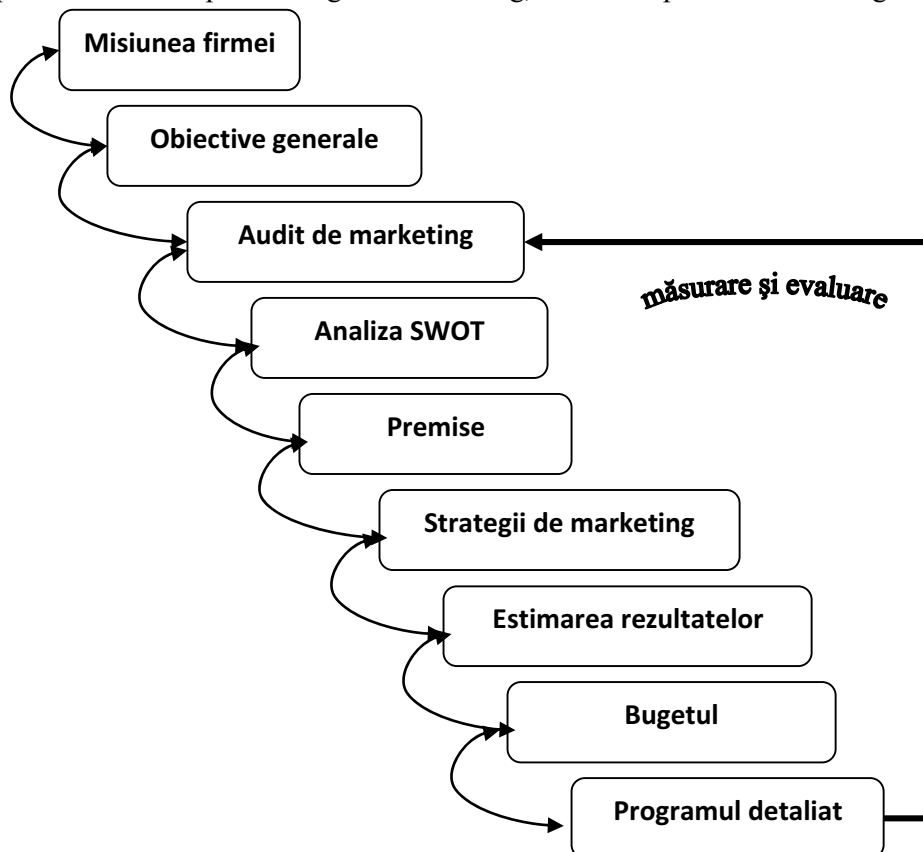 Misiunea firmei
Obiective generale
Audit de marketing
măsurare şi evaluare
Analiza SWOT
Premise
Strategii de marketing
Estimarea rezultatelor
Bugetul
Programul detaliat